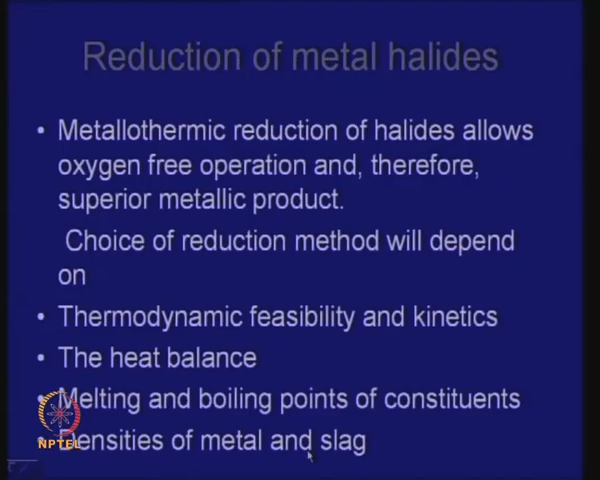 Reduction of metal halides
• Metallothermic reduction of halides allows
oxygen free operation and, therefore,
superior metallic product.
Choice of reduction method will depend
on
• Thermodynamic feasibility and kinetics
• The heat balance
• Melting and boiling points of constituents
• Densities of metal and slag
NPTEL